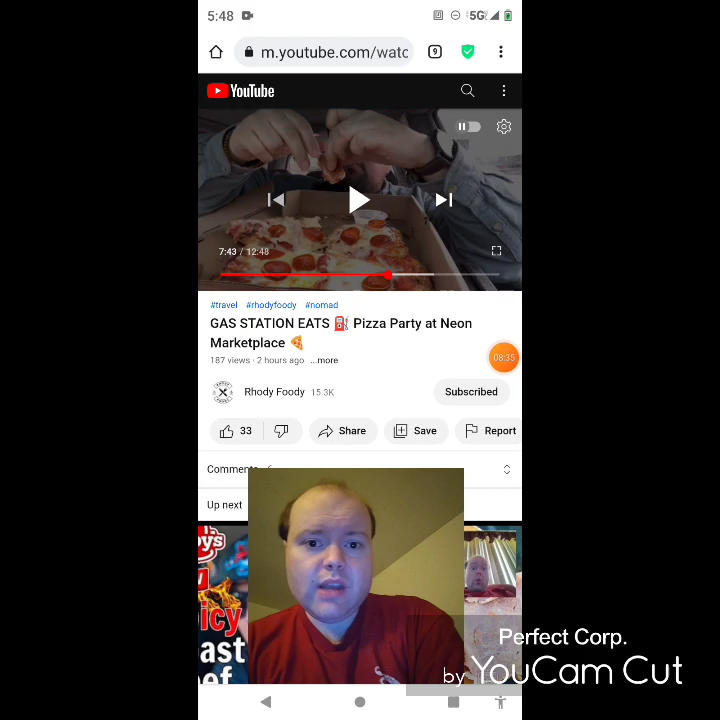 5:48
5G
m.youtube.com/watc
9
YouTube
7:43 / 12:48
#travel #rhodyfoody #nomad
GAS STATION EATS ⛽ Pizza Party at Neon
Marketplace 🍕
187 views · 2 hours ago ...more
08:35
Rhody Foody 15.3K
Subscribed
33
Share
Save
Report
Comments
Up next
Perfect Corp.
by YouCam Cut